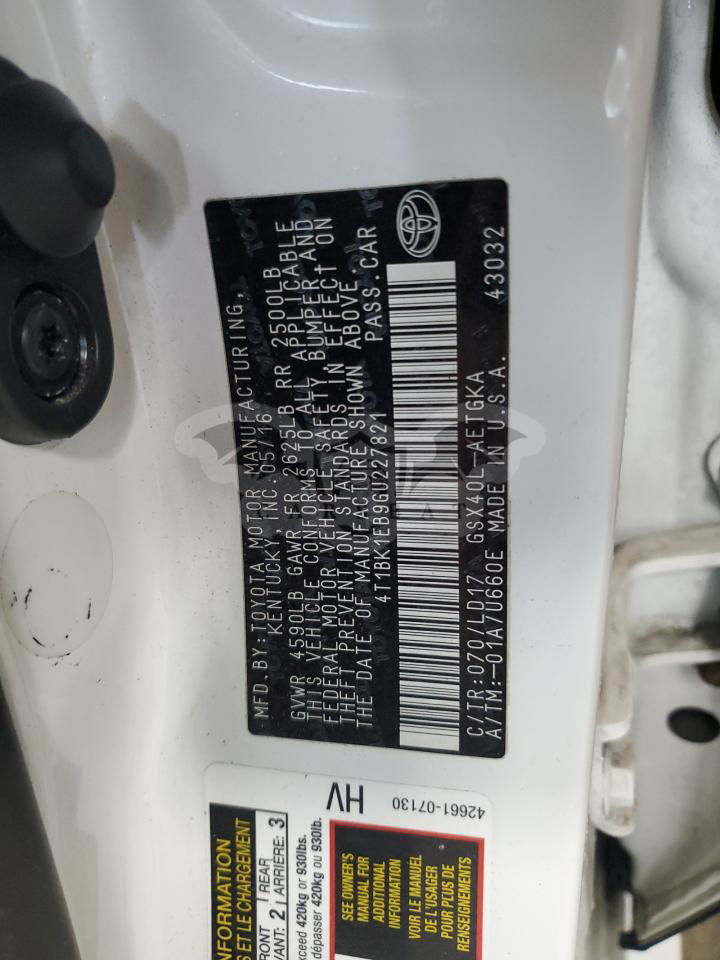 MFD.BY:TOYOTA MOTOR MANUFACTURING,
KENTUCKY, INC. 05/16
GVWR 4590LB GAWR FR 2625LB RR 2500LB
THIS VEHICLE CONFORMS TO ALL APPLICABLE
FEDERAL MOTOR VEHICLE SAFETY, BUMPER, AND
THEFT PREVENTION STANDARDS IN EFFECT ON
THE DATE OF MANUFACTURE SHOWN ABOVE.
4T1BK1EB9GU227821 PASS.CAR
C/TR:070/LD17 GSX40L-AETGKA
A/TM:-01A/U660E MADE IN U.S.A. 43032
HV
42661-07130
INFORMATION
ET LE CHARGEMENT
FRONT
VANT: 2
REAR
ARRIÈRE: 3
exceed 420kg or 930lbs.
dépasser 420kg ou 930lb.
SEE OWNER'S
MANUAL FOR
ADDITIONAL
INFORMATION
VOIR LE MANUEL
DE L'USAGER
POUR PLUS DE
RENSEIGNEMENTS